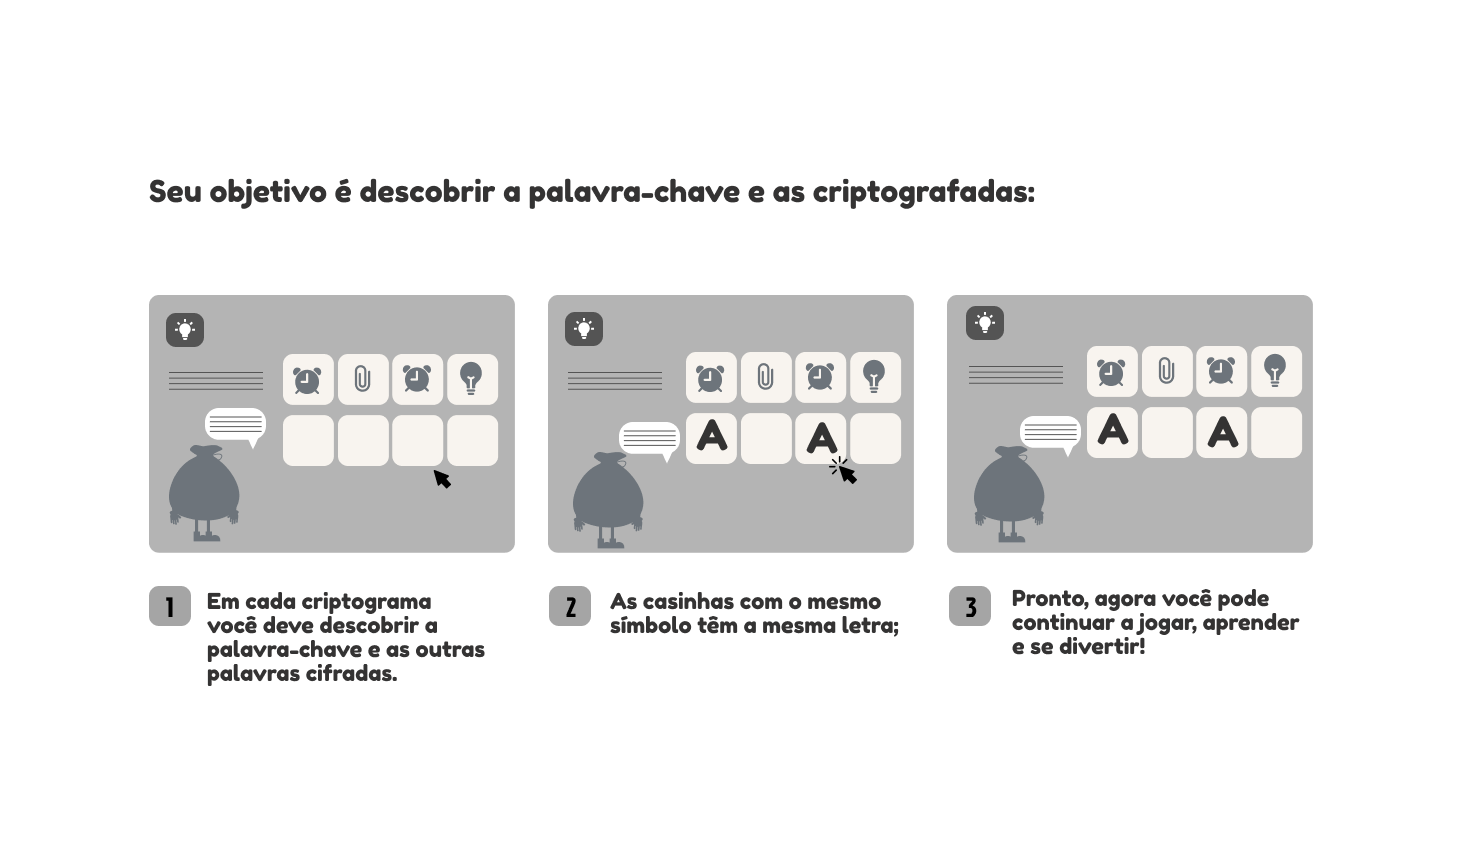 Seu objetivo é descobrir a palavra-chave e as criptografadas:
A A
A A
1
Em cada criptograma
você deve descobrir a
palavra-chave e as outras
palavras cifradas.
2
As casinhas com o mesmo
símbolo têm a mesma letra;
3
Pronto, agora você pode
continuar a jogar, aprender
e se divertir!